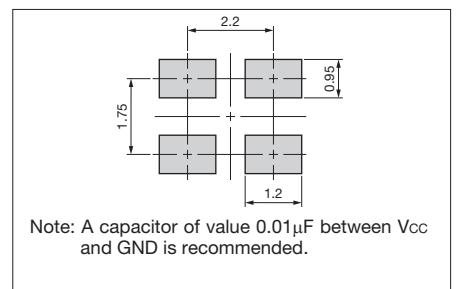 2.2
0.95
1.75
1.2
Note: A capacitor of value 0.01μF between Vcc
and GND is recommended.